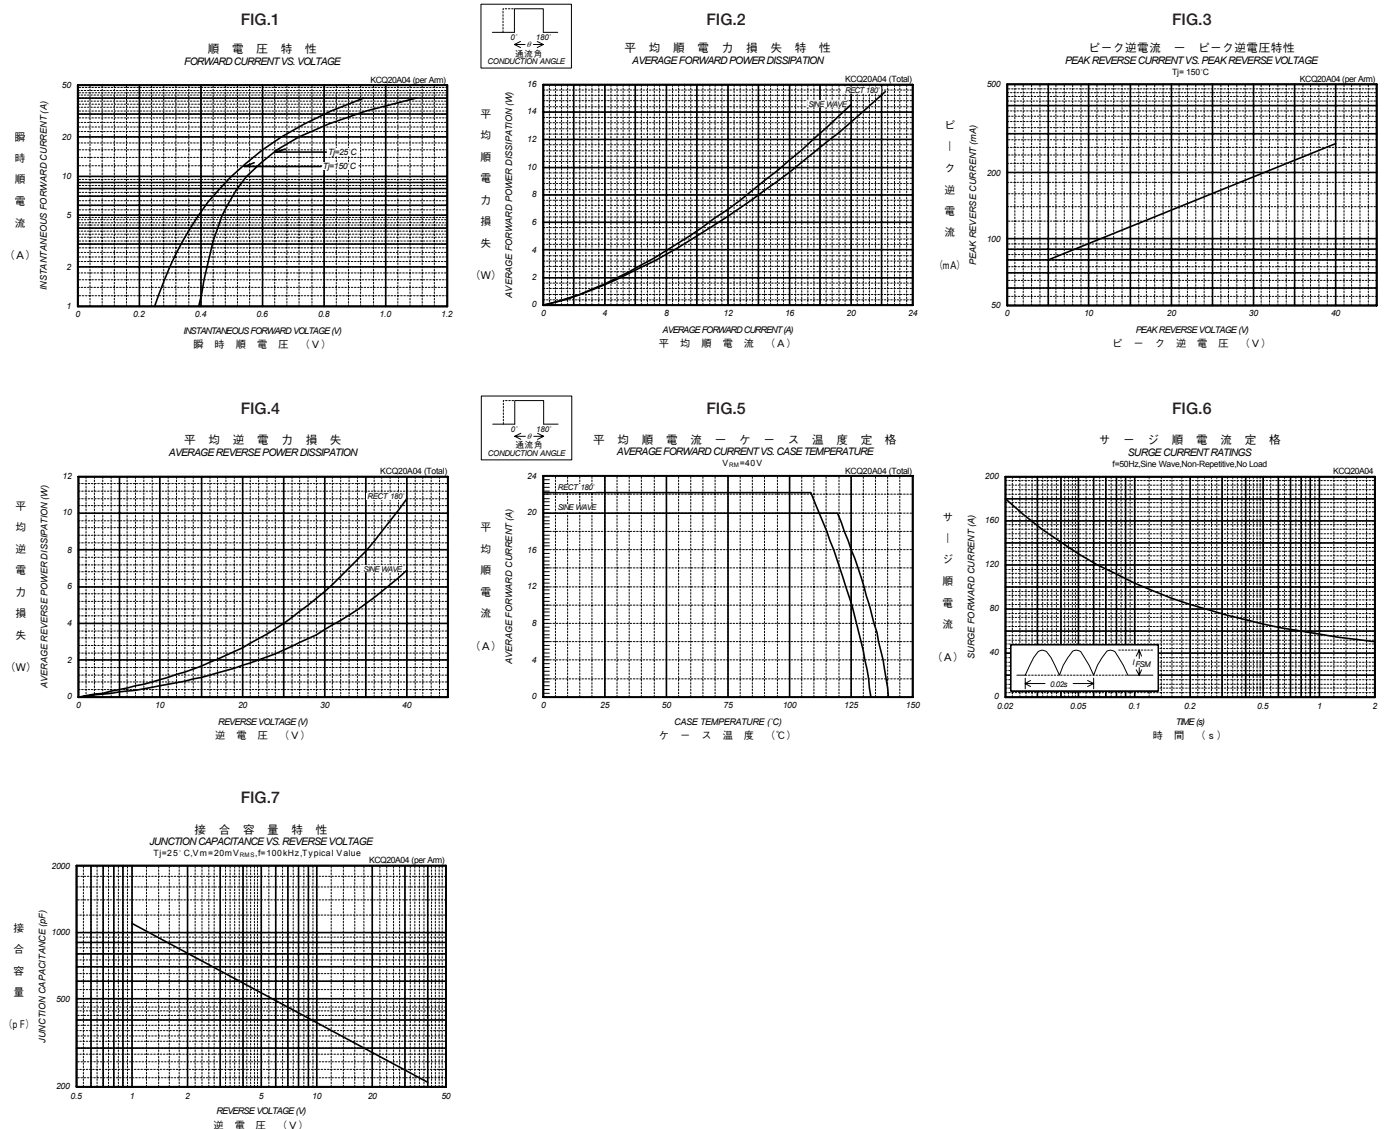 FIG.1
順電圧特性
FORWARD CURRENT VS. VOLTAGE
KCQ20A04 (per Arm)
瞬時順電流 (A)
INSTANTANEOUS FORWARD CURRENT (A)
50
20
10
5
2
1
Tj=25°C
Tj=150°C
0 0.2 0.4 0.6 0.8 1.0 1.2
INSTANTANEOUS FORWARD VOLTAGE (V)
瞬時順電圧 (V)
0° 180°
θ
通流角
CONDUCTION ANGLE
FIG.2
平均順電力損失特性
AVERAGE FORWARD POWER DISSIPATION
KCQ20A04 (Total)
平均順電力損失 (W)
AVERAGE FORWARD POWER DISSIPATION (W)
16
14
12
10
8
6
4
2
0
RECT 180°
SINE WAVE
0 4 8 12 16 20 24
AVERAGE FORWARD CURRENT (A)
平均順電流 (A)
FIG.3
ピーク逆電流 ー ピーク逆電圧特性
PEAK REVERSE CURRENT VS. PEAK REVERSE VOLTAGE
Tj= 150°C
KCQ20A04 (per Arm)
ピーク逆電流 (mA)
PEAK REVERSE CURRENT (mA)
500
200
100
50
0 10 20 30 40
PEAK REVERSE VOLTAGE (V)
ピーク逆電圧 (V)
FIG.4
平均逆電力損失
AVERAGE REVERSE POWER DISSIPATION
KCQ20A04 (Total)
平均逆電力損失 (W)
AVERAGE REVERSE POWER DISSIPATION (W)
12
10
8
6
4
2
0
RECT 180°
SINE WAVE
0 10 20 30 40
REVERSE VOLTAGE (V)
逆電圧 (V)
0° 180°
θ
通流角
CONDUCTION ANGLE
FIG.5
平均順電流ーケース温度定格
AVERAGE FORWARD CURRENT VS. CASE TEMPERATURE
VRM=40V
KCQ20A04 (Total)
平均順電流 (A)
AVERAGE FORWARD CURRENT (A)
24
20
16
12
8
4
0
RECT 180°
SINE WAVE
0 25 50 75 100 125 150
CASE TEMPERATURE (°C)
ケース温度 (℃)
FIG.6
サージ順電流定格
SURGE CURRENT RATINGS
f=50Hz,Sine Wave,Non-Repetitive,No Load
KCQ20A04
サージ順電流 (A)
SURGE FORWARD CURRENT (A)
200
160
120
80
40
0
IFSM
0.02s
0.02 0.05 0.1 0.2 0.5 1 2
TIME (s)
時間 (s)
FIG.7
接合容量特性
JUNCTION CAPACITANCE VS. REVERSE VOLTAGE
Tj=25°C,Vm=20mVRMS,f=100kHz,Typical Value
KCQ20A04 (per Arm)
接合容量 (pF)
JUNCTION CAPACITANCE (pF)
2000
1000
500
200
0.5 1 2 5 10 20 50
REVERSE VOLTAGE (V)
逆電圧 (V)